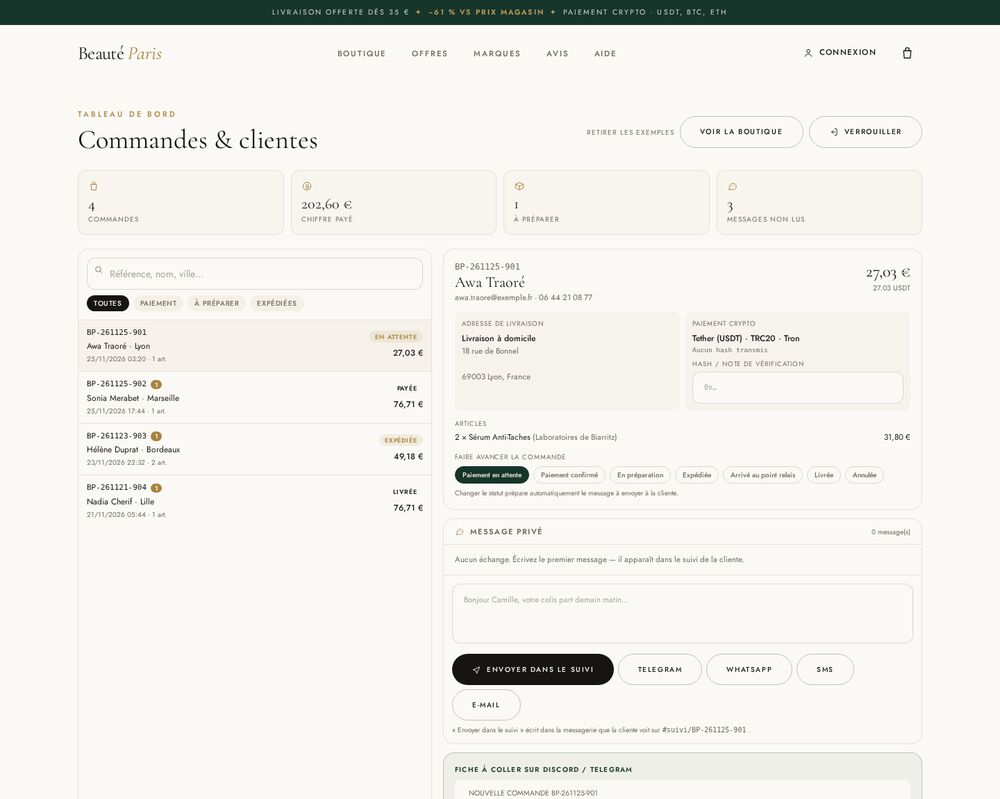 LIVRAISON OFFERTE DÈS 35 € ✦ −61 % VS PRIX MAGASIN ✦ PAIEMENT CRYPTO · USDT, BTC, ETH
Beauté Paris
BOUTIQUE OFFRES MARQUES AVIS AIDE
CONNEXION
TABLEAU DE BORD
Commandes & clientes
RETIRER LES EXEMPLES
VOIR LA BOUTIQUE
VERROUILLER
4
COMMANDES
202,60 €
CHIFFRE PAYÉ
1
À PRÉPARER
3
MESSAGES NON LUS
Référence, nom, ville…
TOUTES PAIEMENT À PRÉPARER EXPÉDIÉES
BP-261125-901
EN ATTENTE
Awa Traoré · Lyon
27,03 €
25/11/2026 03:20 · 1 art.
BP-261125-902 1
PAYÉE
Sonia Merabet · Marseille
76,71 €
25/11/2026 17:44 · 1 art.
BP-261123-903 1
EXPÉDIÉE
Hélène Duprat · Bordeaux
49,18 €
23/11/2026 22:32 · 2 art.
BP-261121-904 1
LIVRÉE
Nadia Cherif · Lille
76,71 €
21/11/2026 05:44 · 1 art.
BP-261125-901
Awa Traoré
awa.traore@exemple.fr · 06 44 21 08 77
27,03 €
27.03 USDT
ADRESSE DE LIVRAISON
Livraison à domicile
18 rue de Bonnel
69003 Lyon, France
PAIEMENT CRYPTO
Tether (USDT) · TRC20 · Tron
Aucun hash transmis
HASH / NOTE DE VÉRIFICATION
0x…
ARTICLES
2 × Sérum Anti-Taches (Laboratoires de Biarritz) 31,80 €
FAIRE AVANCER LA COMMANDE
Paiement en attente Paiement confirmé En préparation Expédiée Arrivé au point relais Livrée Annulée
Changer le statut prépare automatiquement le message à envoyer à la cliente.
MESSAGE PRIVÉ
0 message(s)
Aucun échange. Écrivez le premier message — il apparaît dans le suivi de la cliente.
Bonjour Camille, votre colis part demain matin…
ENVOYER DANS LE SUIVI TELEGRAM WHATSAPP SMS
E-MAIL
« Envoyer dans le suivi » écrit dans la messagerie que la cliente voit sur #suivi/BP-261125-901 .
FICHE À COLLER SUR DISCORD / TELEGRAM
NOUVELLE COMMANDE BP-261125-901